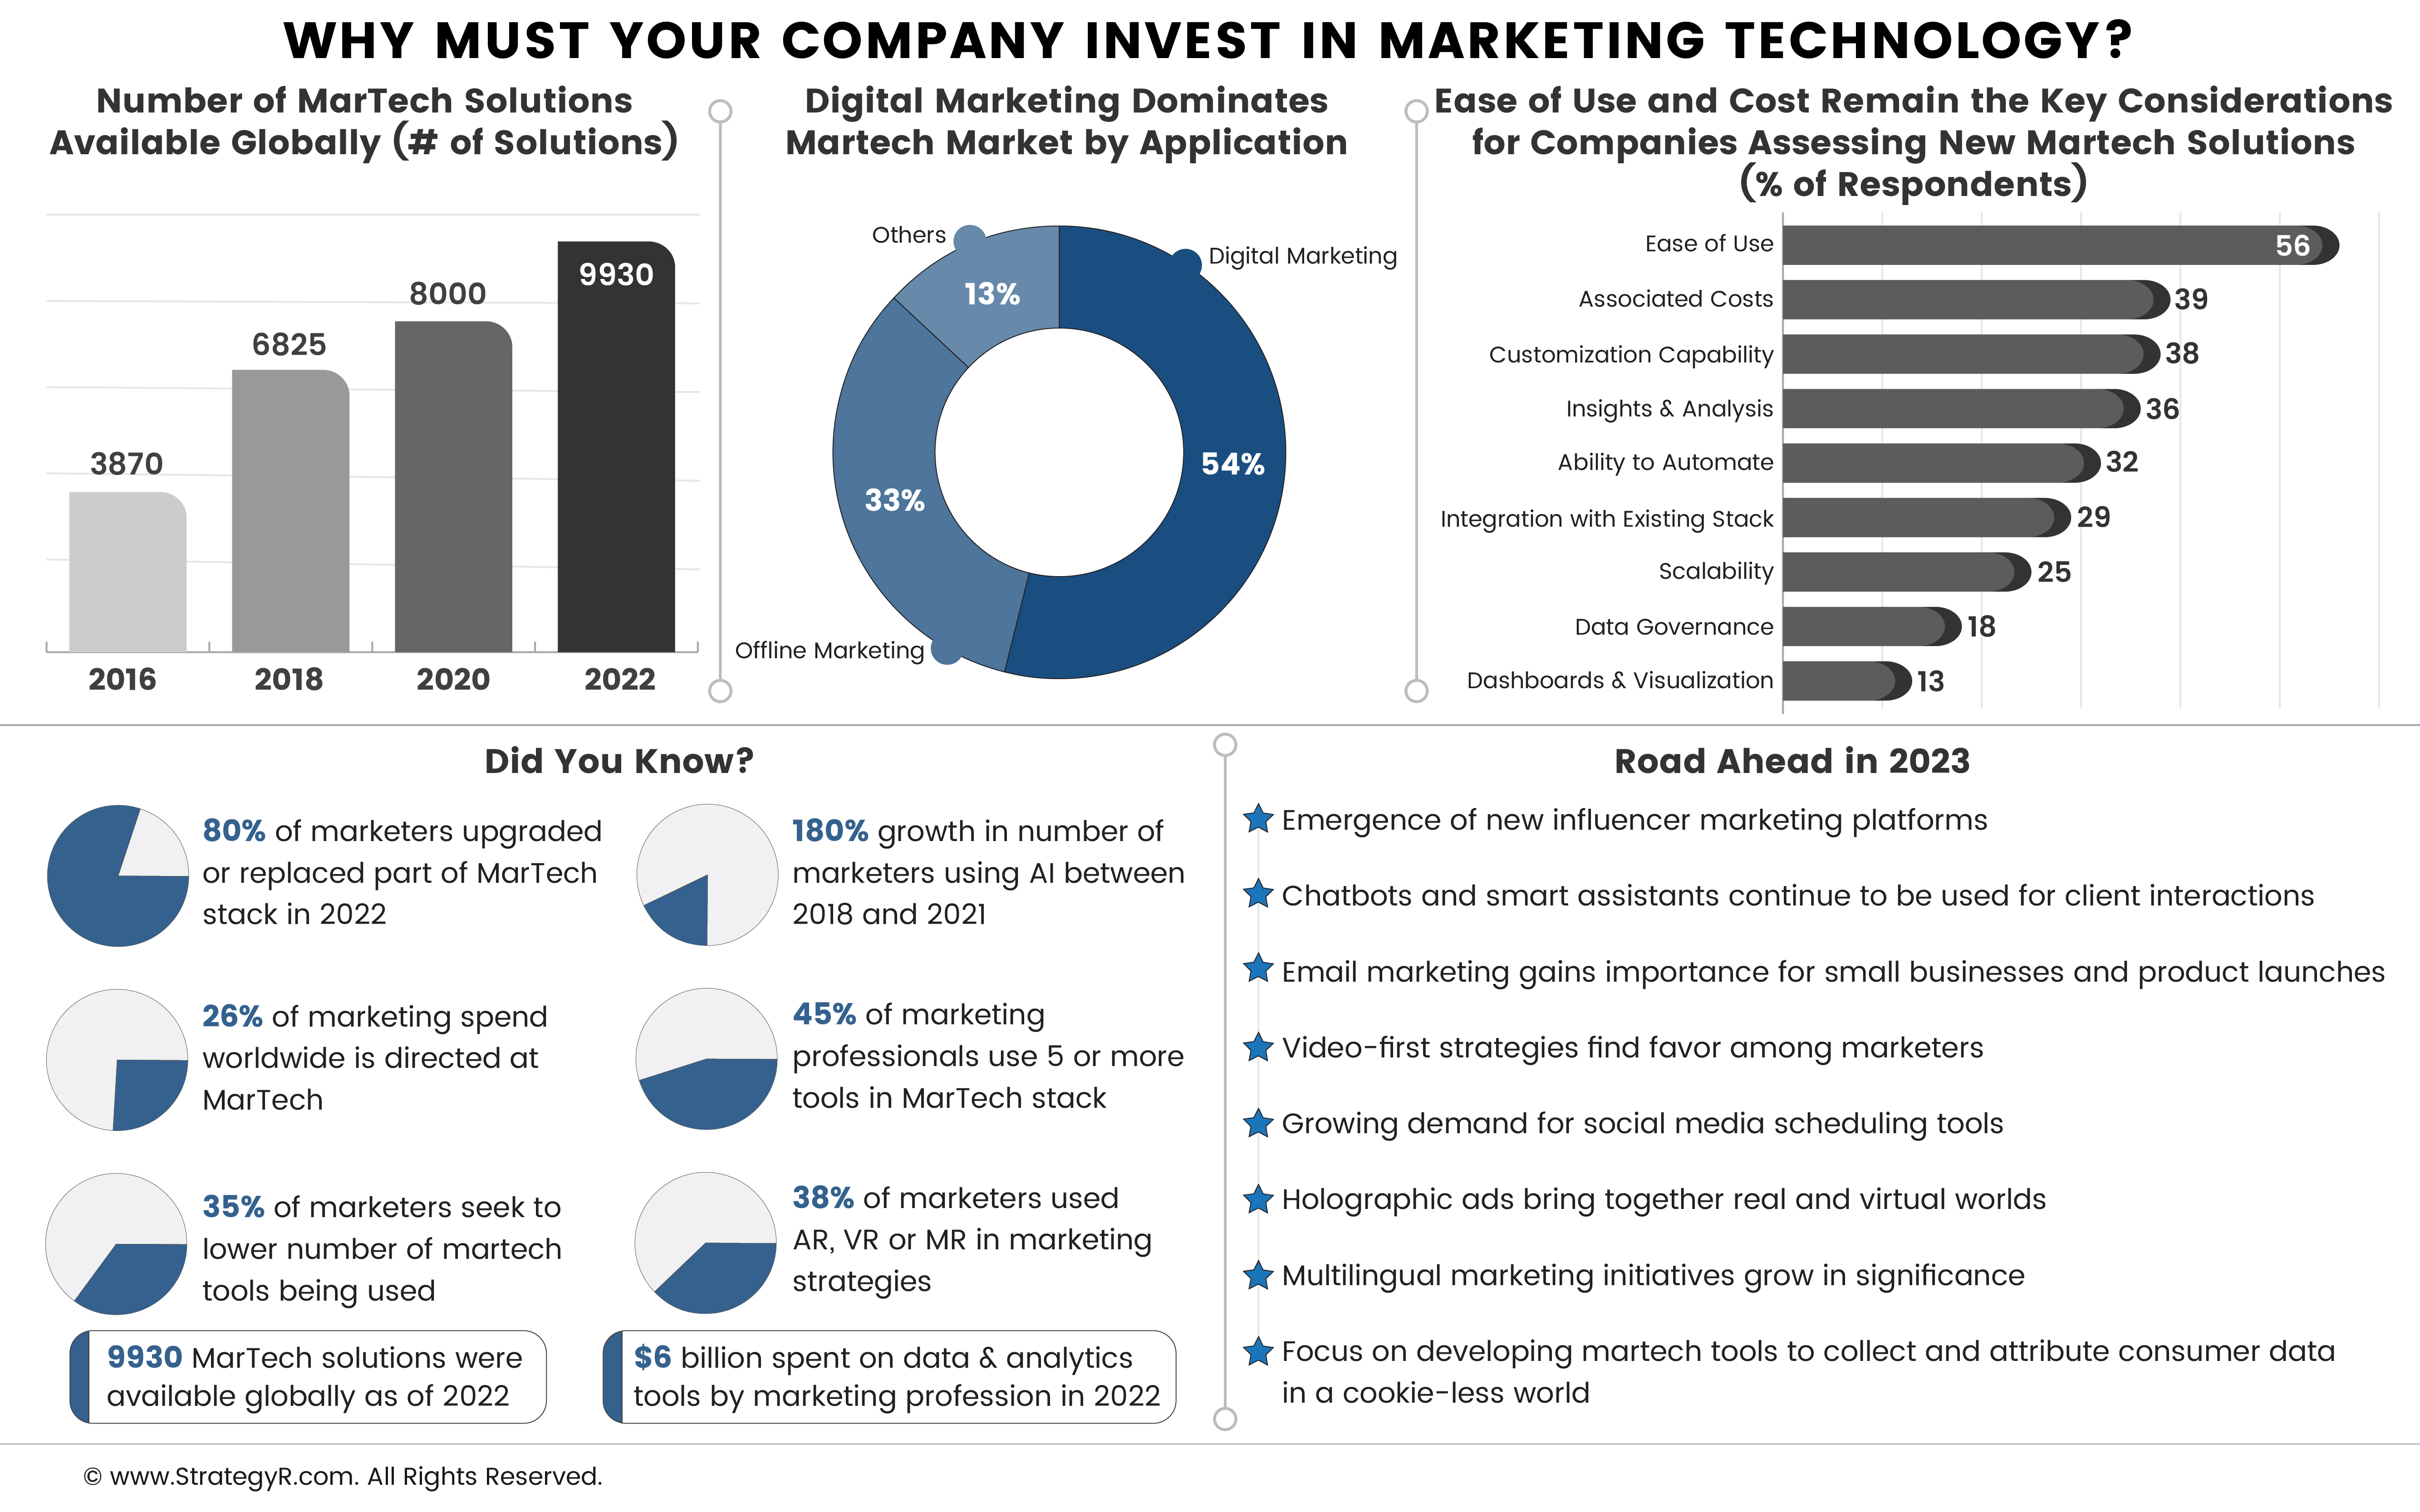 WHY MUST YOUR COMPANY INVEST IN MARKETING TECHNOLOGY?
Number of MarTech Solutions
Available Globally (# of Solutions)
3870
6825
8000
9930
2016
2018
2020
2022
Digital Marketing Dominates
Martech Market by Application
Others
Digital Marketing
13%
54%
33%
Offline Marketing
Ease of Use and Cost Remain the Key Considerations
for Companies Assessing New Martech Solutions
(% of Respondents)
Ease of Use 56
Associated Costs 39
Customization Capability 38
Insights & Analysis 36
Ability to Automate 32
Integration with Existing Stack 29
Scalability 25
Data Governance 18
Dashboards & Visualization 13
Did You Know?
80% of marketers upgraded
or replaced part of MarTech
stack in 2022
180% growth in number of
marketers using AI between
2018 and 2021
26% of marketing spend
worldwide is directed at
MarTech
45% of marketing
professionals use 5 or more
tools in MarTech stack
35% of marketers seek to
lower number of martech
tools being used
38% of marketers used
AR, VR or MR in marketing
strategies
9930 MarTech solutions were
available globally as of 2022
$6 billion spent on data & analytics
tools by marketing profession in 2022
Road Ahead in 2023
Emergence of new influencer marketing platforms
Chatbots and smart assistants continue to be used for client interactions
Email marketing gains importance for small businesses and product launches
Video-first strategies find favor among marketers
Growing demand for social media scheduling tools
Holographic ads bring together real and virtual worlds
Multilingual marketing initiatives grow in significance
Focus on developing martech tools to collect and attribute consumer data
in a cookie-less world
© www.StrategyR.com. All Rights Reserved.